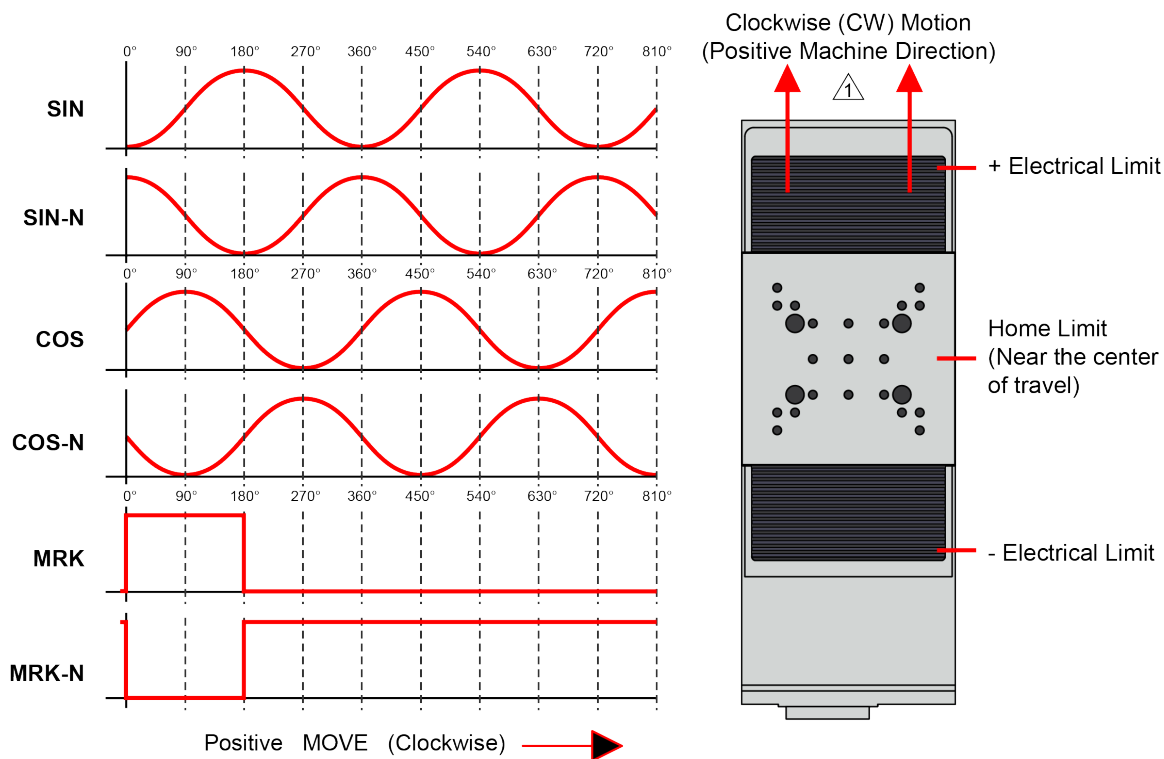 0° 90° 180° 270° 360° 450° 540° 630° 720° 810°
SIN
SIN-N
0° 90° 180° 270° 360° 450° 540° 630° 720° 810°
COS
COS-N
0° 90° 180° 270° 360° 450° 540° 630° 720° 810°
MRK
MRK-N
Positive MOVE (Clockwise)
Clockwise (CW) Motion
(Positive Machine Direction)
1
+ Electrical Limit
Home Limit
(Near the center
of travel)
- Electrical Limit